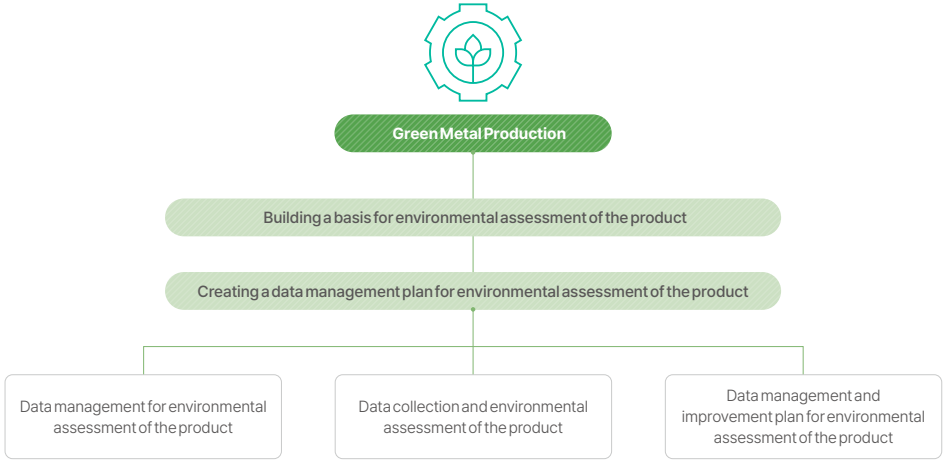 Green Metal Production
Building a basis for environmental assessment of the product
Creating a data management plan for environmental assessment of the product
Data management for environmental
assessment of the product
Data collection and environmental
assessment of the product
Data management and
improvement plan for environmental
assessment of the product